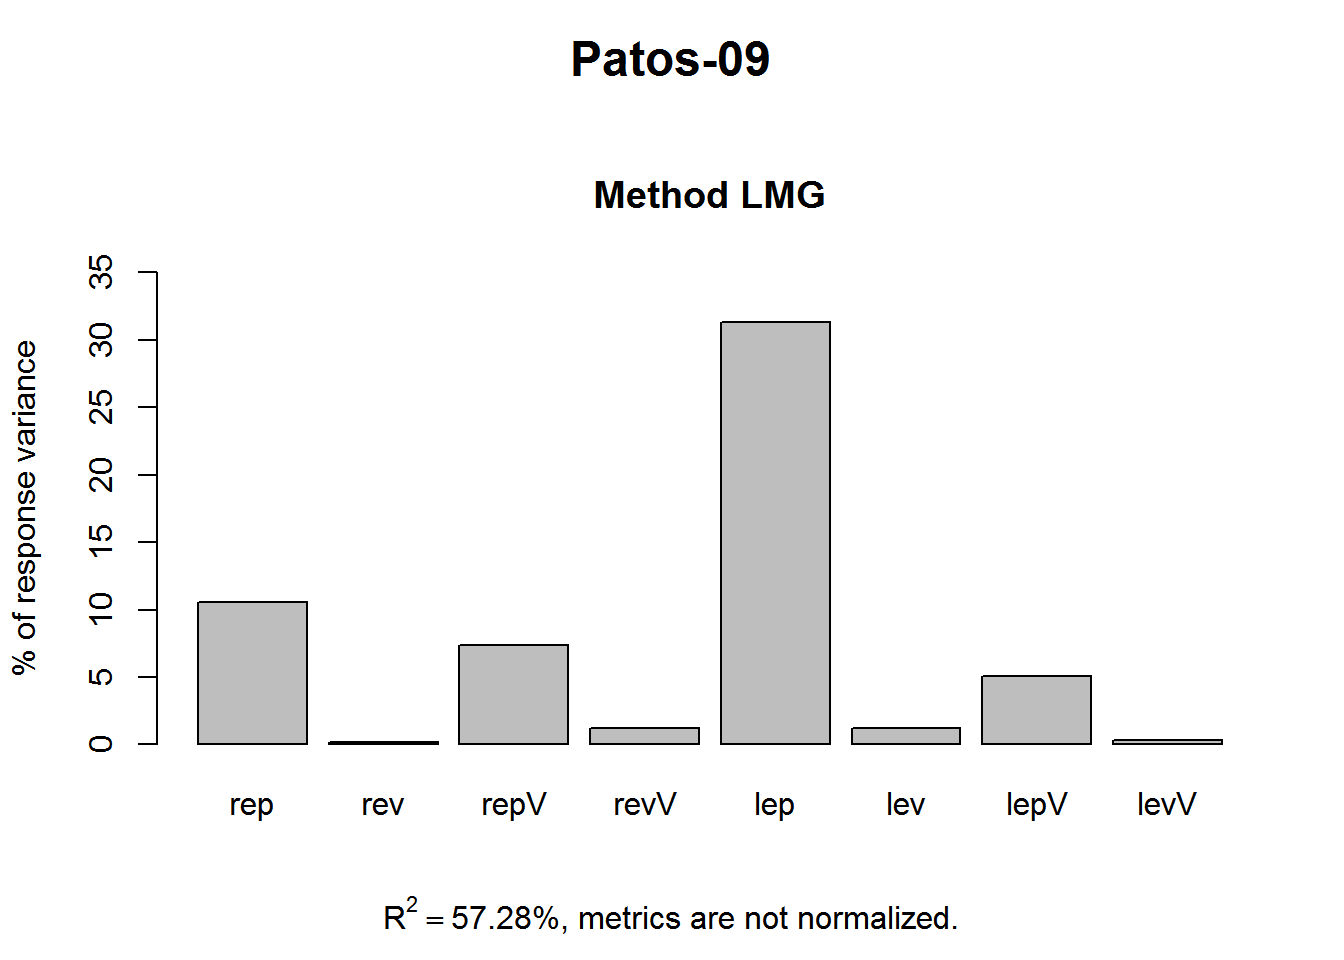 Patos-09
Method LMG
% of response variance
35
30
25
20
15
10
5
0
rep rev repV revV lep lev lepV levV
R² = 57.28%, metrics are not normalized.